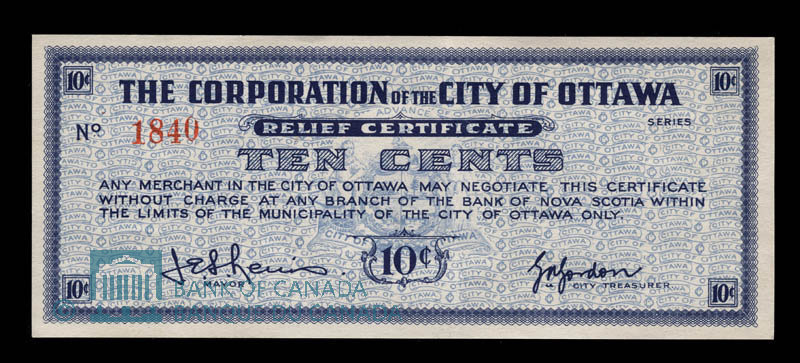 10¢ 10¢
THE CORPORATION OF THE CITY OF OTTAWA
Nº 1840 SERIES
RELIEF CERTIFICATE
TEN CENTS
ANY MERCHANT IN THE CITY OF OTTAWA MAY NEGOTIATE THIS CERTIFICATE
WITHOUT CHARGE AT ANY BRANCH OF THE BANK OF NOVA SCOTIA WITHIN
THE LIMITS OF THE MUNICIPALITY OF THE CITY OF OTTAWA ONLY.
10¢
MAYOR CITY TREASURER
10¢ 10¢
BANK OF CANADA
BANQUE DU CANADA